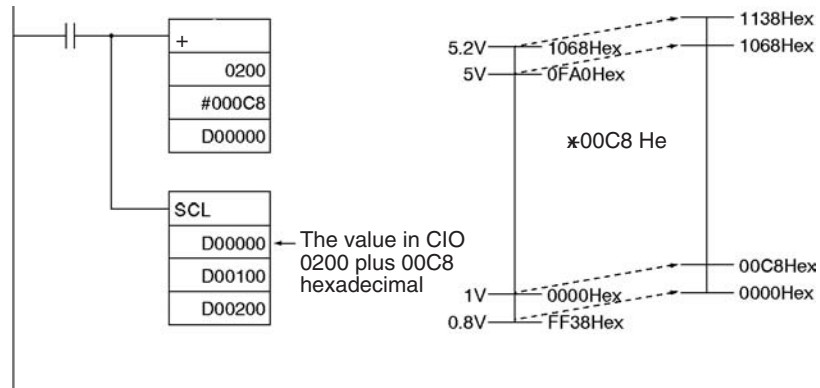 +
0200
#000C8
D00000
SCL
D00000
D00100
D00200
The value in CIO
0200 plus 00C8
hexadecimal
5.2V
1068Hex
5V
0FA0Hex
1138Hex
1068Hex
×00C8 He
1V
0000Hex
0.8V
FF38Hex
00C8Hex
0000Hex